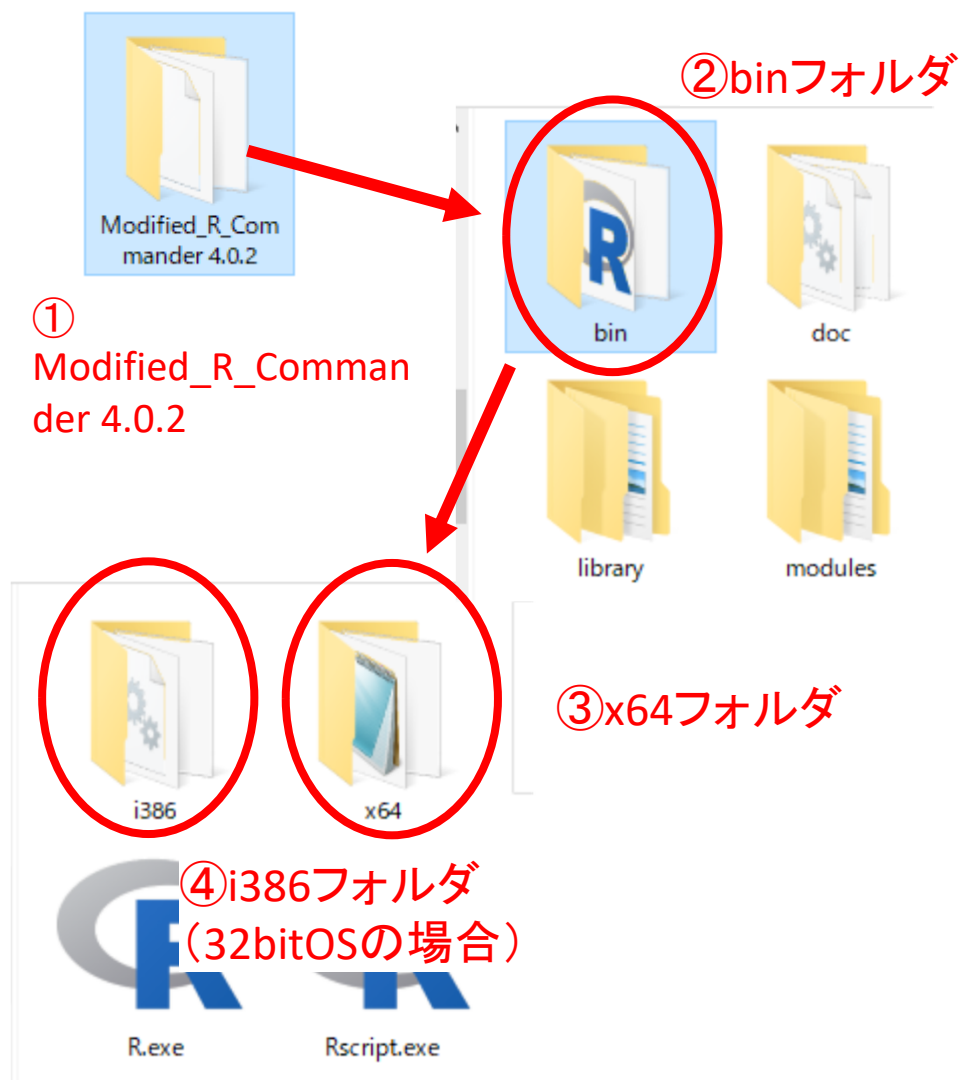 ②binフォルダ
Modified_R_Com
mander 4.0.2
bin
doc
①
Modified_R_Comman
der 4.0.2
library
modules
③x64フォルダ
i386
x64
④i386フォルダ
（32bitOSの場合）
R.exe
Rscript.exe